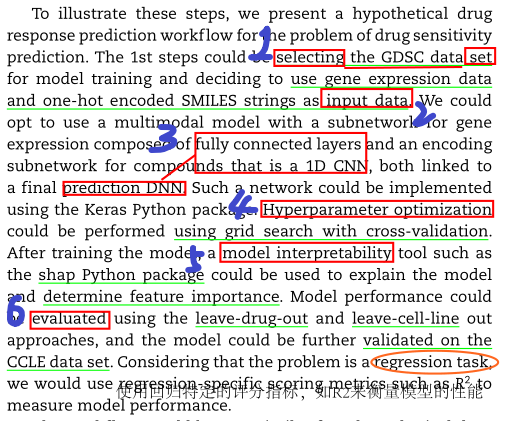 To illustrate these steps, we present a hypothetical drug
response prediction workflow for the problem of drug sensitivity
prediction. The 1st steps could be selecting the GDSC data set
for model training and deciding to use gene expression data
and one-hot encoded SMILES strings as input data. We could
opt to use a multimodal model with a subnetwork for gene
expression composed of fully connected layers and an encoding
subnetwork for compounds that is a 1D CNN, both linked to
a final prediction DNN. Such a network could be implemented
using the Keras Python package. Hyperparameter optimization
could be performed using grid search with cross-validation.
After training the model, a model interpretability tool such as
the shap Python package could be used to explain the model
and determine feature importance. Model performance could
be evaluated using the leave-drug-out and leave-cell-line out
approaches, and the model could be further validated on the
CCLE data set. Considering that the problem is a regression task,
we would use regression-specific scoring metrics such as R² to
使用回归特定的评分指标，如R2来衡量模型的性能
measure model performance.
1
2
3
4
5
6